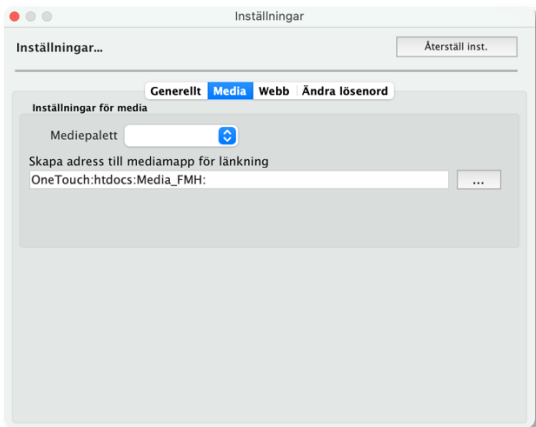 Inställningar
Inställningar...
Återställ inst.
Generellt Media Webb Ändra lösenord
Inställningar för media
Mediepalett
Skapa adress till mediamapp för länkning
OneTouch:htdocs:Media_FMH:
...